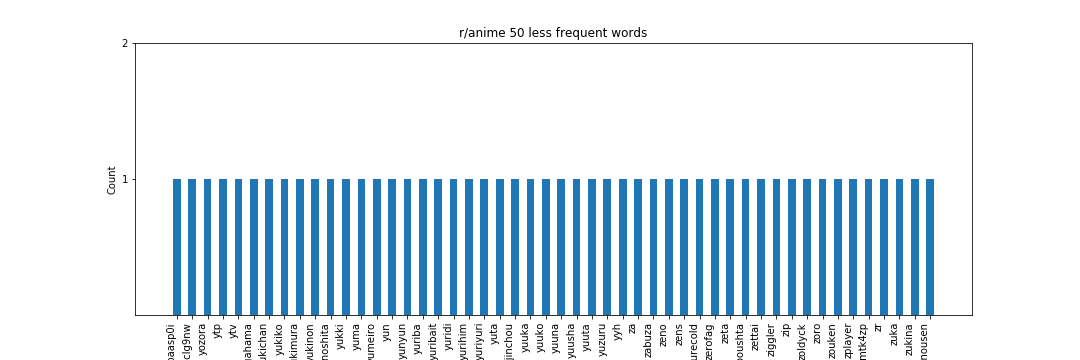 r/anime 50 less frequent words
2
Count
1
yozora
ytp
ytv
yukiko
yukki
yuma
yun
yunyun
yuriba
yuribait
yuridi
yurihim
yuriyuri
yuta
yuuka
yuuko
yuuna
yuusha
yuuta
yuzuru
yyh
za
zabuza
zeno
zens
zerofag
zeta
zettai
ziggler
zip
zoldyck
zoro
zouken
zplayer
zr
zuka
zukina